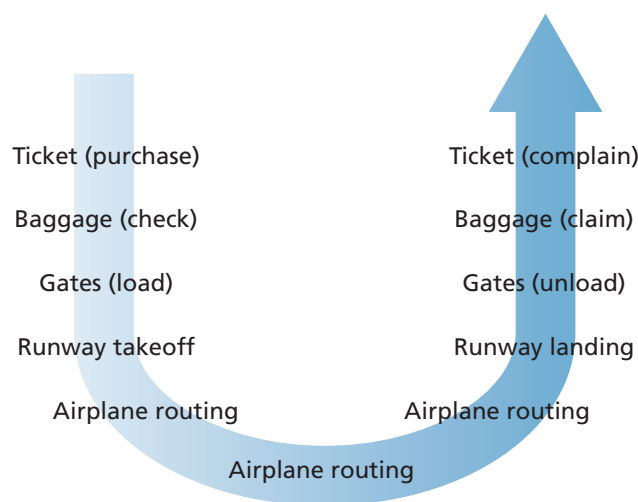 Ticket (purchase)
Ticket (complain)
Baggage (check)
Baggage (claim)
Gates (load)
Gates (unload)
Runway takeoff
Runway landing
Airplane routing
Airplane routing
Airplane routing